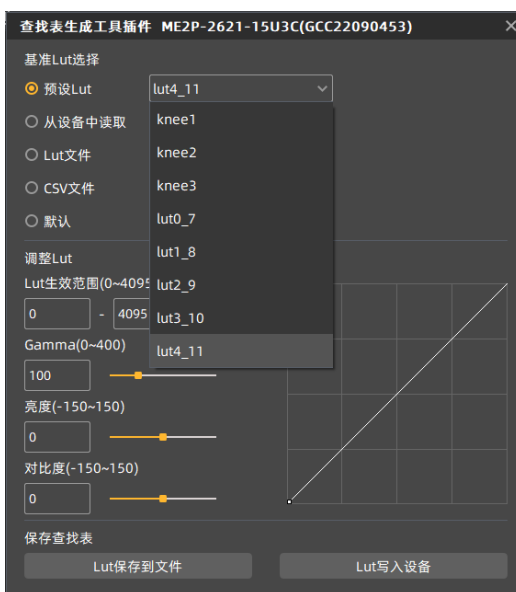 查找表生成工具插件 ME2P-2621-15U3C(GCC22090453)
基准Lut选择
预设Lut
lut4_11
从设备中读取
knee1
Lut文件
knee2
CSV文件
knee3
默认
lut0_7
调整Lut
lut1_8
Lut生效范围(0~4095
lut2_9
0 - 4095
lut3_10
Gamma(0~400)
lut4_11
100
亮度(-150~150)
0
对比度(-150~150)
0
保存查找表
Lut保存到文件
Lut写入设备